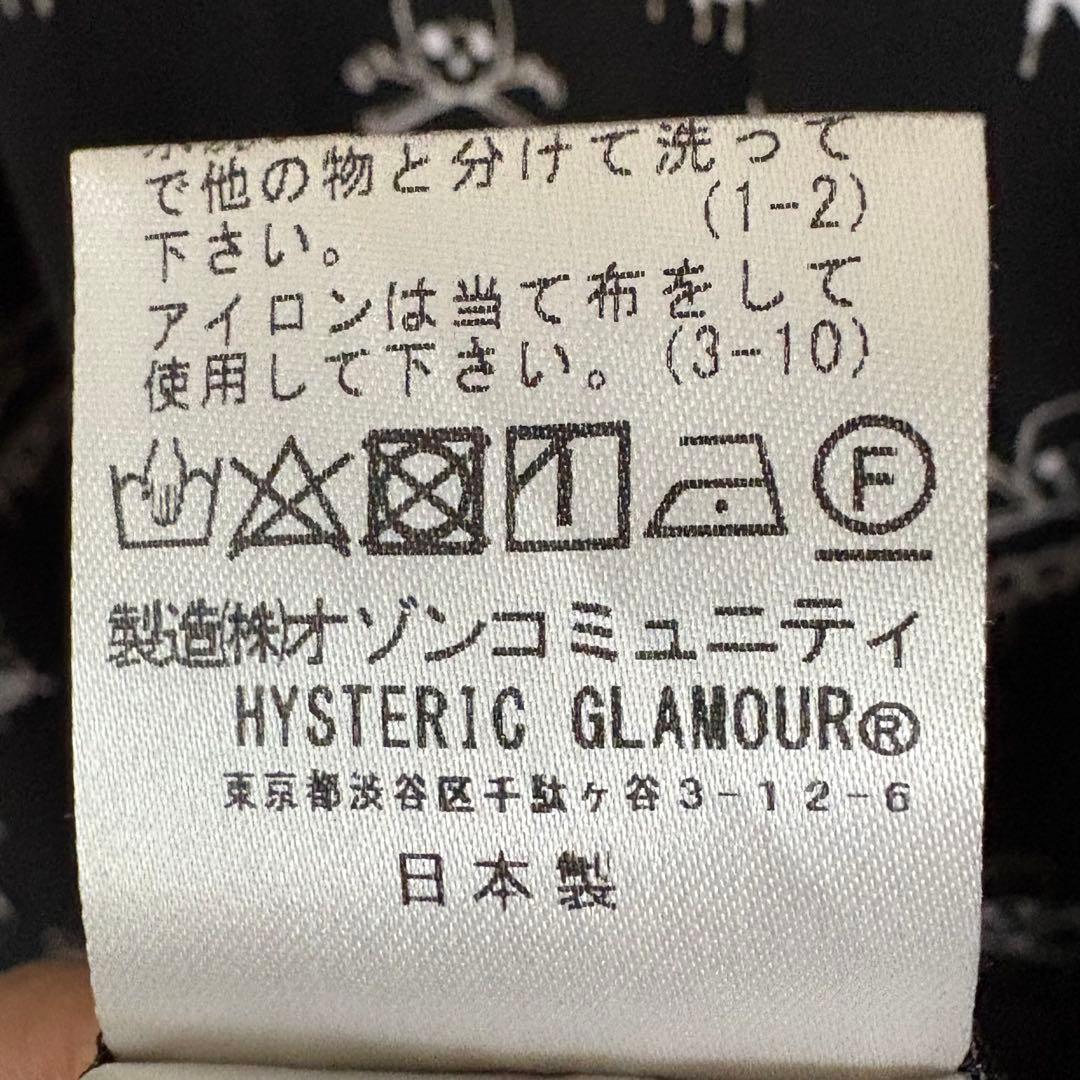 で他の物と分けて洗って
下さい。 (1-2)
アイロンは当て布をして
使用して下さい。 (3-10)
F
製造(株)オゾンコミュニティ
HYSTERIC GLAMOUR®
東京都渋谷区千駄ヶ谷3-12-6
日本製